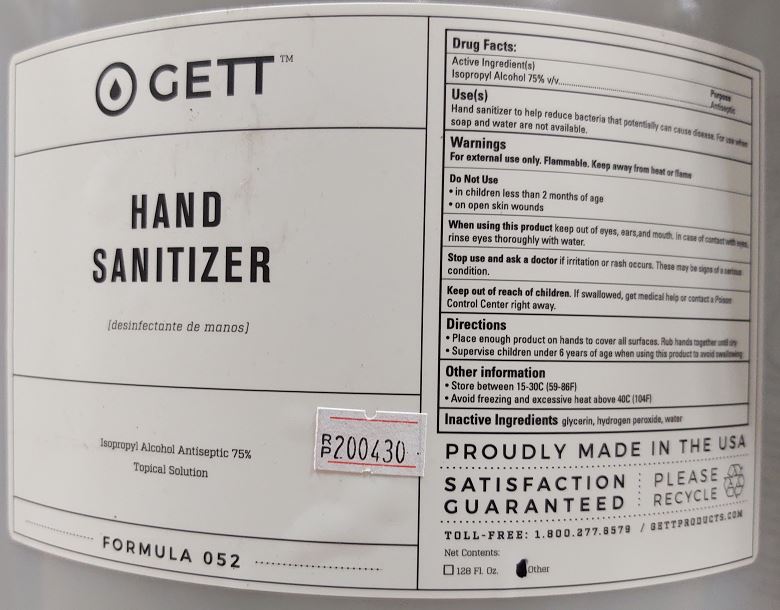 GETT™
HAND
SANITIZER
[desinfectante de manos]
Isopropyl Alcohol Antiseptic 75%
Topical Solution
RP200430
FORMULA 052
Drug Facts:
Active Ingredient(s)
Purpose
Isopropyl Alcohol 75% v/v
Antiseptic
Use(s)
Hand sanitizer to help reduce bacteria that potentially can cause disease. For use when
soap and water are not available.
Warnings
For external use only. Flammable. Keep away from heat or flame
Do Not Use
• in children less than 2 months of age
• on open skin wounds
When using this product keep out of eyes, ears,and mouth. In case of contact with eyes,
rinse eyes thoroughly with water.
Stop use and ask a doctor if irritation or rash occurs. These may be signs of a serious
condition.
Keep out of reach of children. If swallowed, get medical help or contact a Poison
Control Center right away.
Directions
• Place enough product on hands to cover all surfaces. Rub hands together until dry
• Supervise children under 6 years of age when using this product to avoid swallowing
Other information
• Store between 15-30C (59-86F)
• Avoid freezing and excessive heat above 40C (104F)
Inactive Ingredients glycerin, hydrogen peroxide, water
PROUDLY MADE IN THE USA
SATISFACTION
GUARANTEED
PLEASE
RECYCLE
TOLL-FREE: 1.800.277.8579 / GETTPRODUCTS.COM
Net Contents:
128 Fl. Oz. Other